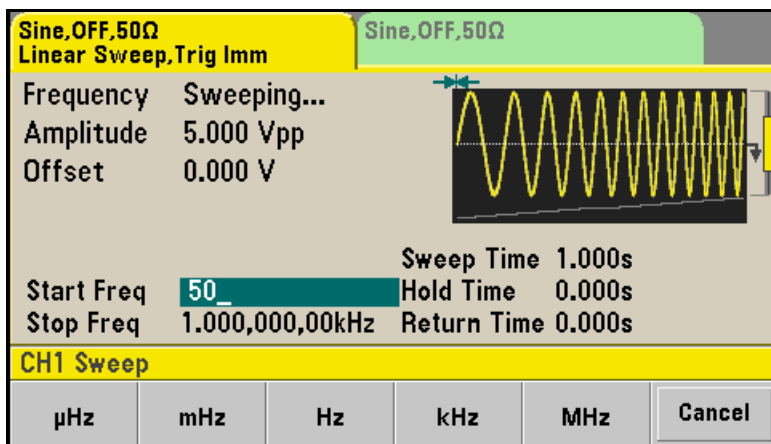 Sine,OFF,50Ω
Linear Sweep,Trig Imm
Sine,OFF,50Ω
Frequency Sweeping...
Amplitude 5.000 Vpp
Offset 0.000 V
Sweep Time 1.000s
Start Freq 50_ Hold Time 0.000s
Stop Freq 1.000,000,00kHz Return Time 0.000s
CH1 Sweep
µHz mHz Hz kHz MHz Cancel